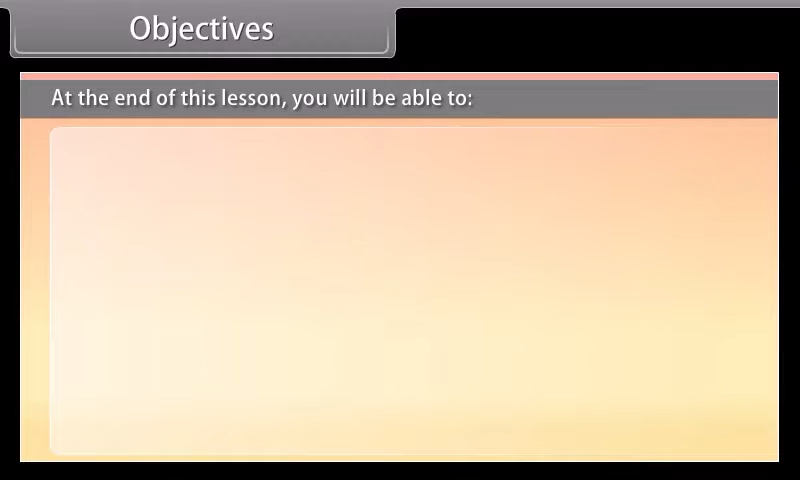 Objectives
At the end of this lesson, you will be able to: